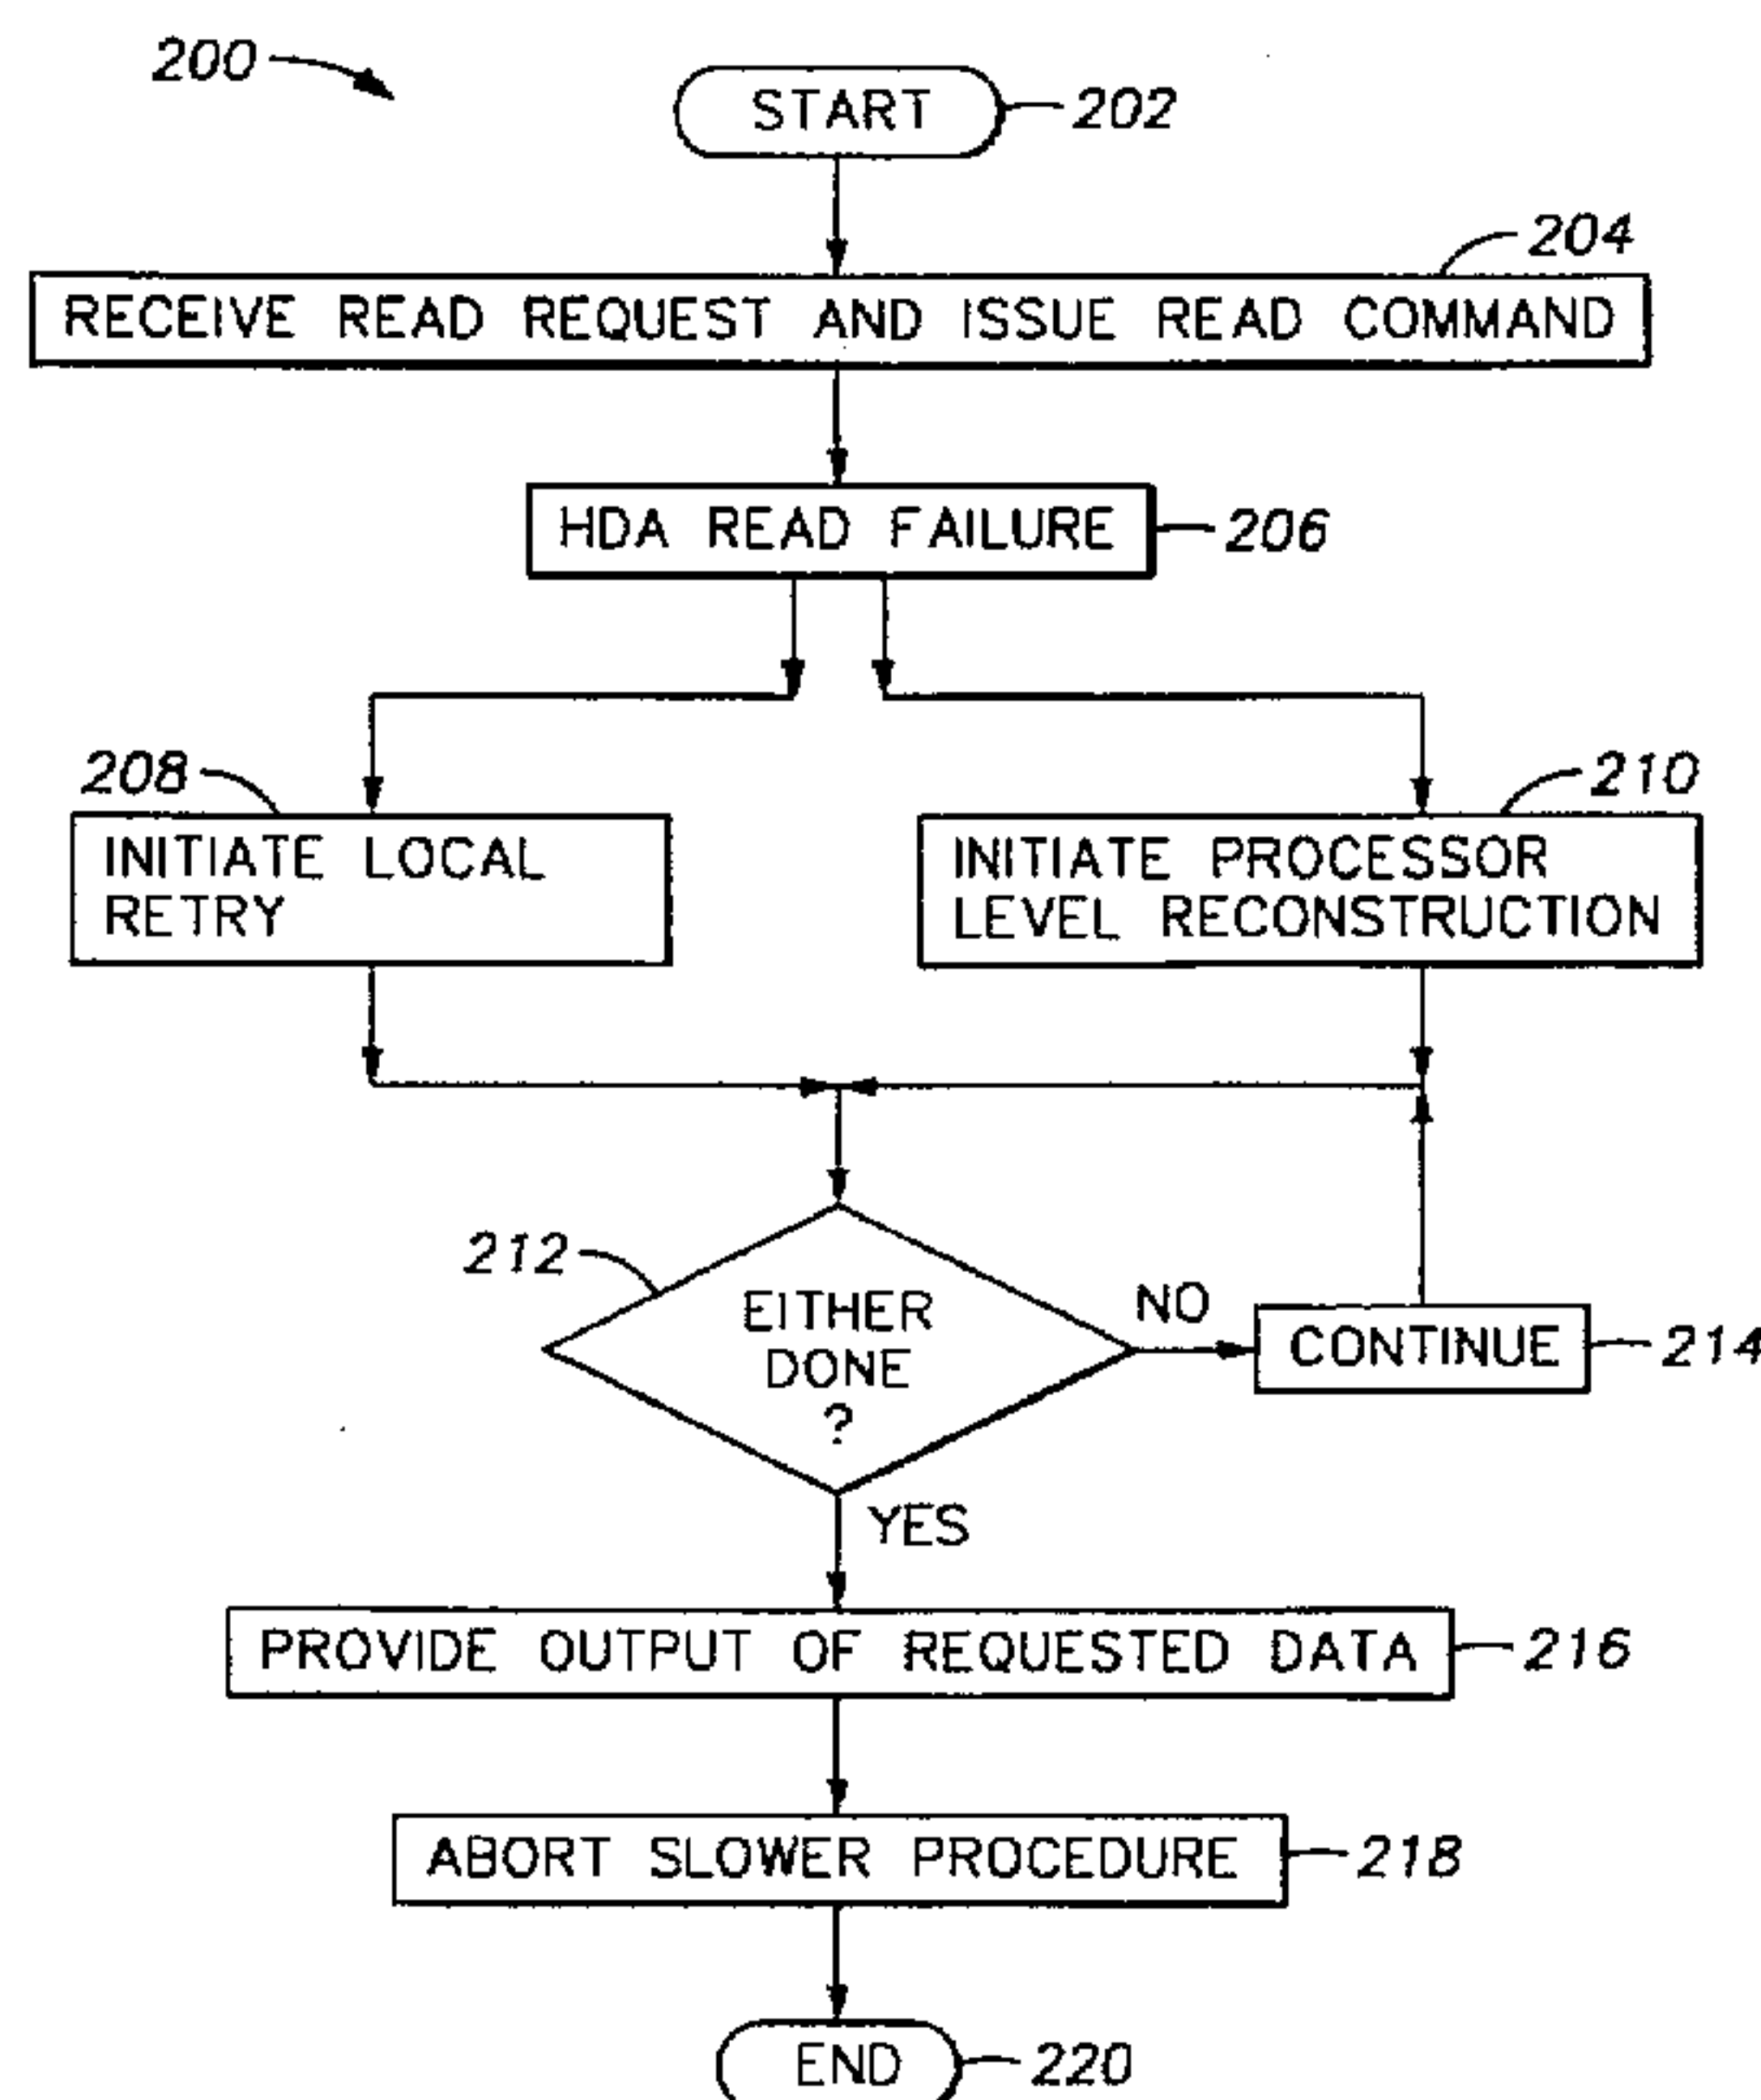 200
START
202
204
RECEIVE READ REQUEST AND ISSUE READ COMMAND
HDA READ FAILURE
206
208
INITIATE LOCAL
RETRY
210
INITIATE PROCESSOR
LEVEL RECONSTRUCTION
212
EITHER
DONE
?
NO
CONTINUE
214
YES
PROVIDE OUTPUT OF REQUESTED DATA
216
ABORT SLOWER PROCEDURE
218
END
220